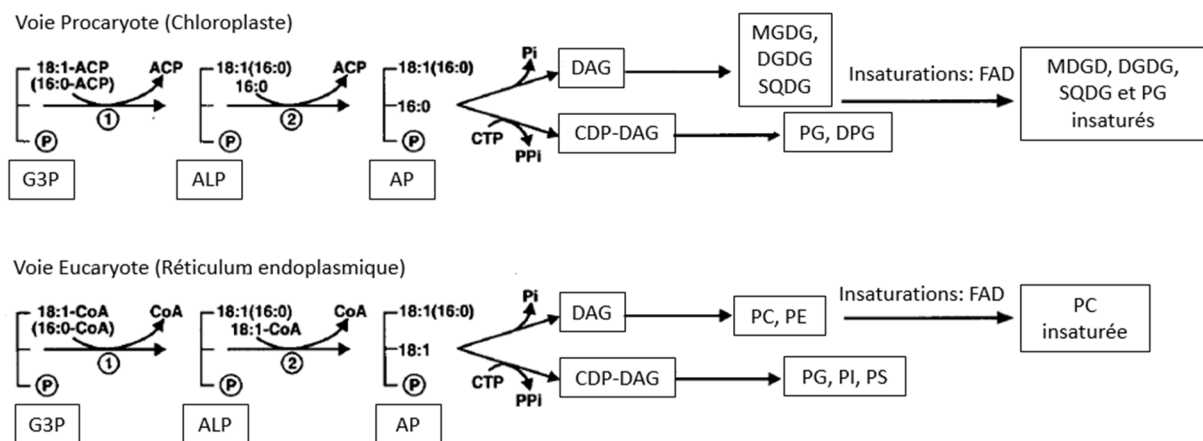 Voie Procaryote (Chloroplaste)
18:1-ACP
(16:0-ACP)
ACP
1
P
G3P
18:1(16:0)
16:0
ACP
2
P
ALP
18:1(16:0)
16:0
P
AP
Pi
CTP
PPi
DAG
CDP-DAG
MGDG,
DGDG
SQDG
PG, DPG
Insaturations: FAD
MDGD, DGDG,
SQDG et PG
insaturés
Voie Eucaryote (Réticulum endoplasmique)
18:1-CoA
(16:0-CoA)
CoA
1
P
G3P
18:1(16:0)
18:1-CoA
CoA
2
P
ALP
18:1(16:0)
18:1
P
AP
Pi
CTP
PPi
DAG
CDP-DAG
PC, PE
PG, PI, PS
Insaturations: FAD
PC
insaturée